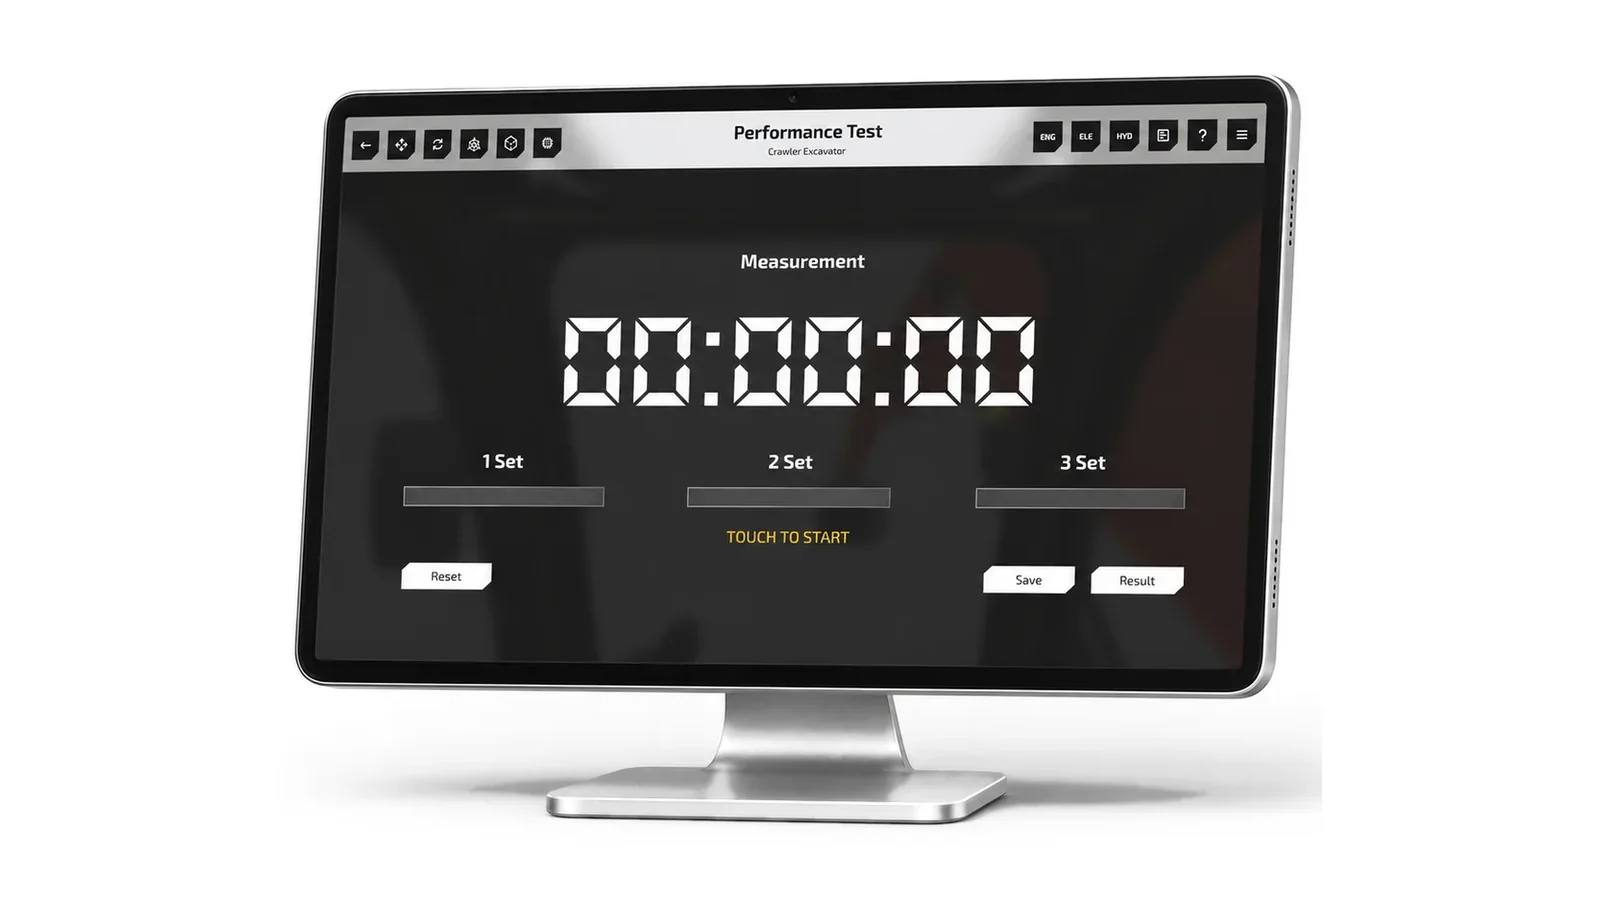 Performance Test
Crawler Excavator
ENG
ELE
HYD
?
Measurement
00:00:00
1 Set
2 Set
3 Set
TOUCH TO START
Reset
Save
Result